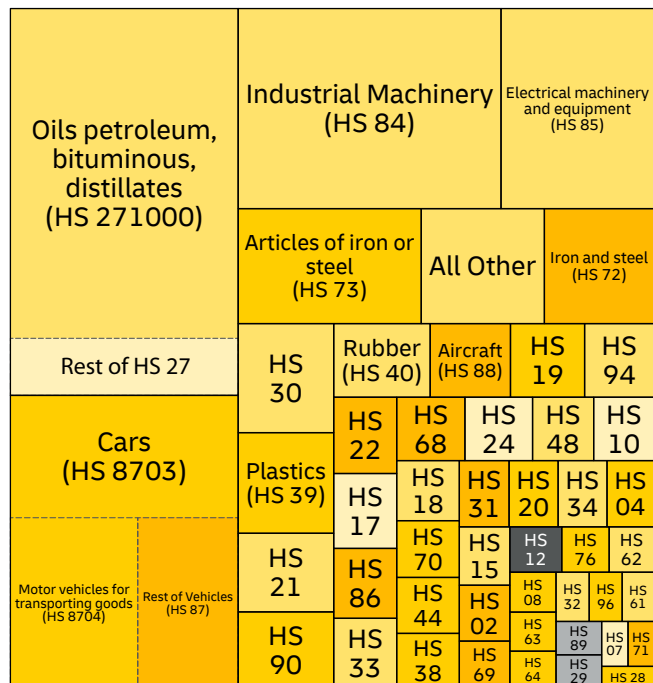 Oils petroleum,
bituminous,
distillates
(HS 271000)
Rest of HS 27
Cars
(HS 8703)
Motor vehicles for
transporting goods
(HS 8704)
Rest of Vehicles
(HS 87)
Industrial Machinery
(HS 84)
Electrical machinery
and equipment
(HS 85)
Articles of iron or
steel
(HS 73)
All Other
Iron and steel
(HS 72)
HS
30
Rubber
(HS 40)
Aircraft
(HS 88)
HS
19
HS
94
HS
22
HS
68
HS
24
HS
48
HS
10
Plastics
(HS 39)
HS
17
HS
18
HS
31
HS
20
HS
34
HS
04
HS
21
HS
86
HS
70
HS
15
HS
12
HS
76
HS
62
HS
90
HS
33
HS
44
HS
38
HS
02
HS
69
HS
08
HS
63
HS
64
HS
32
HS
96
HS
61
HS
89
HS
29
HS
07
HS
71
HS 28